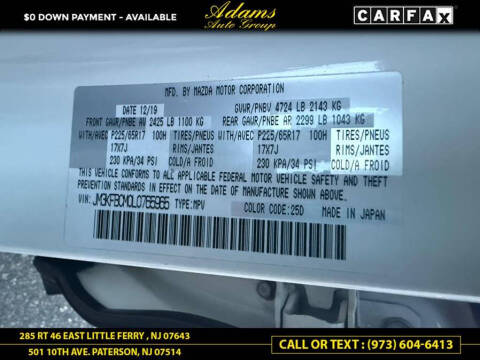 $0 DOWN PAYMENT - AVAILABLE
Adams
Auto Group
CARFAX
MFD. BY MAZDA MOTOR CORPORATION
DATE 12/19
GVWR/PNBV 4724 LB 2143 KG
FRONT GAWR/PNBE AV 2425 LB 1100 KG
REAR GAWR/PNBE AR 2299 LB 1043 KG
WITH/AVEC P225/65R17 100H TIRES/PNEUS
WITH/AVEC P225/65R17 100H TIRES/PNEUS
17X7J RIMS/JANTES
17X7J RIMS/JANTES
230 KPA/34 PSI COLD/A FROID
230 KPA/34 PSI COLD/A FROID
THIS VEHICLE CONFORMS TO ALL APPLICABLE FEDERAL MOTOR VEHICLE SAFETY AND THEFT
PREVENTION STANDARDS IN EFFECT ON THE DATE OF MANUFACTURE SHOWN ABOVE.
JM3KFBCM0L0766965 TYPE:MPV COLOR CODE:25D MADE IN JAPAN
285 RT 46 EAST LITTLE FERRY , NJ 07643
501 10TH AVE. PATERSON, NJ 07514
CALL OR TEXT : (973) 604-6413